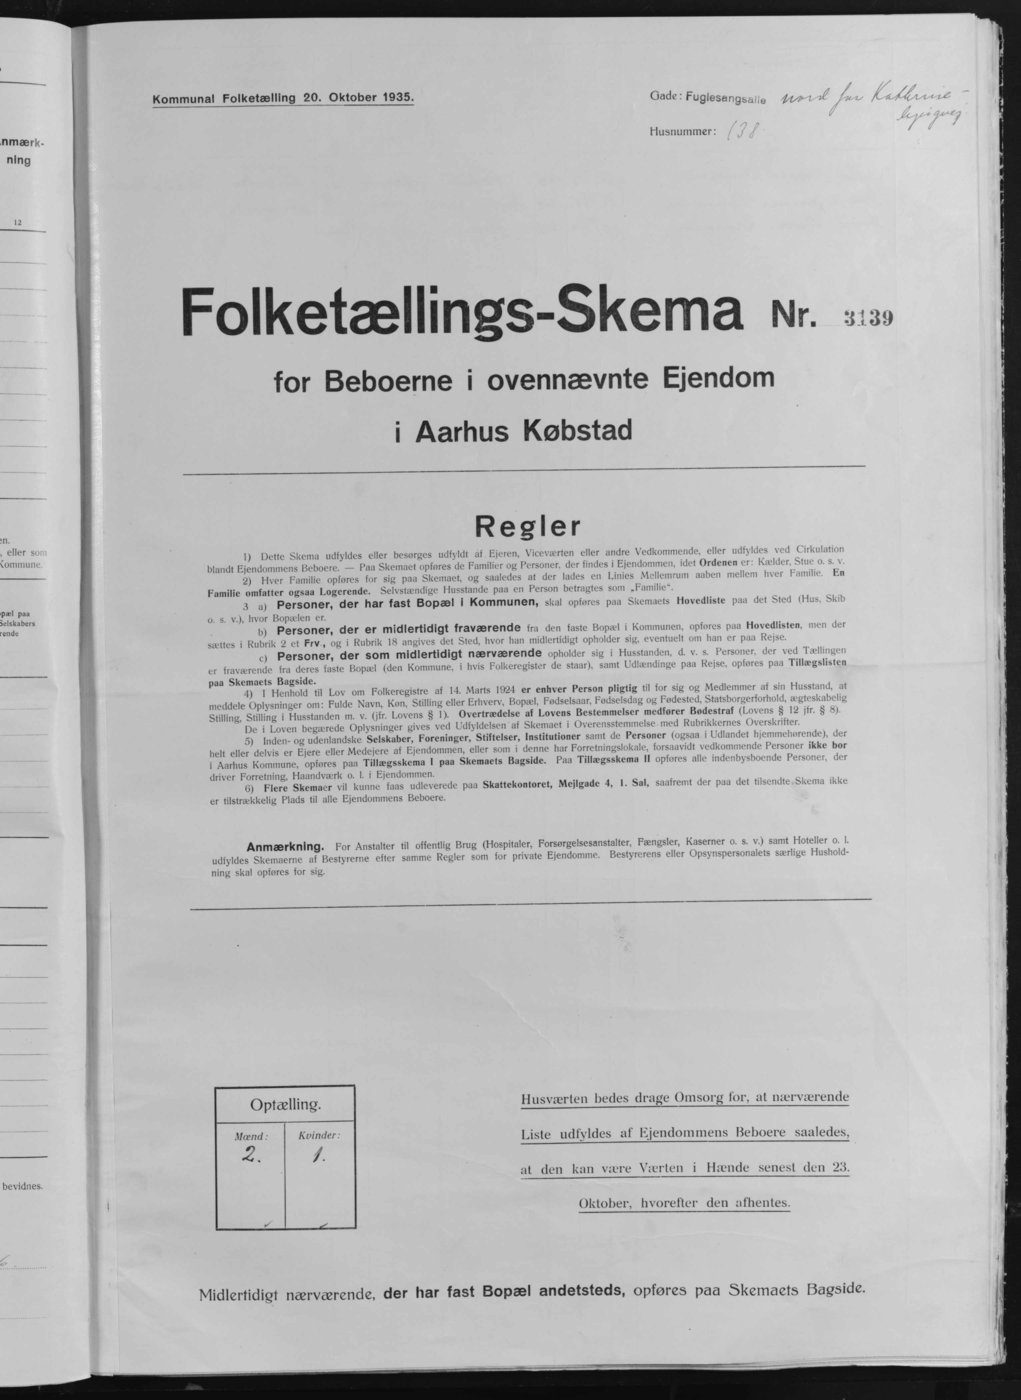 Anmærk-
ning
12
en.
, eller som
Kommune.
opæl paa
Selskabers
rende
bevidnes.
Kommunal Folketælling 20. Oktober 1935.
Gade: Fuglesangsalle nord for Kathrine-
bjergvej
Husnummer: 138
Folketællings-Skema Nr. 3139
for Beboerne i ovennævnte Ejendom
i Aarhus Købstad
Regler
1) Dette Skema udfyldes eller besørges udfyldt af Ejeren, Viceværten eller andre Vedkommende, eller udfyldes ved Cirkulation
blandt Ejendommens Beboere. — Paa Skemaet opføres de Familier og Personer, der findes i Ejendommen, idet Ordenen er: Kælder, Stue o. s. v.
2) Hver Familie opføres for sig paa Skemaet, og saaledes at der lades en Linies Mellemrum aaben mellem hver Familie. En
Familie omfatter ogsaa Logerende. Selvstændige Husstande paa en Person betragtes som „Familie“.
3 a) Personer, der har fast Bopæl i Kommunen, skal opføres paa Skemaets Hovedliste paa det Sted (Hus, Skib
o. s. v.), hvor Bopælen er.
b) Personer, der er midlertidigt fraværende fra den faste Bopæl i Kommunen, opføres paa Hovedlisten, men der
sættes i Rubrik 2 et Frv., og i Rubrik 18 angives det Sted, hvor han midlertidigt opholder sig, eventuelt om han er paa Rejse.
c) Personer, der som midlertidigt nærværende opholder sig i Husstanden, d. v. s. Personer, der ved Tællingen
er fraværende fra deres faste Bopæl (den Kommune, i hvis Folkeregister de staar), samt Udlændinge paa Rejse, opføres paa Tillægslisten
paa Skemaets Bagside.
4) I Henhold til Lov om Folkeregistre af 14. Marts 1924 er enhver Person pligtig til for sig og Medlemmer af sin Husstand, at
meddele Oplysninger om: Fulde Navn, Køn, Stilling eller Erhverv, Bopæl, Fødselsaar, Fødselsdag og Fødested, Statsborgerforhold, ægteskabelig
Stilling, Stilling i Husstanden m. v. (jfr. Lovens § 1). Overtrædelse af Lovens Bestemmelser medfører Bødestraf (Lovens § 12 jfr. § 8).
De i Loven begærede Oplysninger gives ved Udfyldelsen af Skemaet i Overensstemmelse med Rubrikkernes Overskrifter.
5) Inden- og udenlandske Selskaber, Foreninger, Stiftelser, Institutioner samt de Personer (ogsaa i Udlandet hjemmehørende), der
helt eller delvis er Ejere eller Medejere af Ejendommen, eller som i denne har Forretningslokale, forsaavidt vedkommende Personer ikke bor
i Aarhus Kommune, opføres paa Tillægsskema I paa Skemaets Bagside. Paa Tillægsskema II opføres alle indenbysboende Personer, der
driver Forretning, Haandværk o. l. i Ejendommen.
6) Flere Skemaer vil kunne faas udleverede paa Skattekontoret, Mejlgade 4, 1. Sal, saafremt der paa det tilsendte Skema ikke
er tilstrækkelig Plads til alle Ejendommens Beboere.
Anmærkning. For Anstalter til offentlig Brug (Hospitaler, Forsørgelsesanstalter, Fængsler, Kaserner o. s. v.) samt Hoteller o. l.
udfyldes Skemaerne af Bestyrerne efter samme Regler som for private Ejendomme. Bestyrerens eller Opsynspersonalets særlige Hushold-
ning skal opføres for sig.
Optælling.
Mænd: Kvinder:
2. 1.
Husværten bedes drage Omsorg for, at nærværende
Liste udfyldes af Ejendommens Beboere saaledes,
at den kan være Værten i Hænde senest den 23.
Oktober, hvorefter den afhentes.
Midlertidigt nærværende, der har fast Bopæl andetsteds, opføres paa Skemaets Bagside.